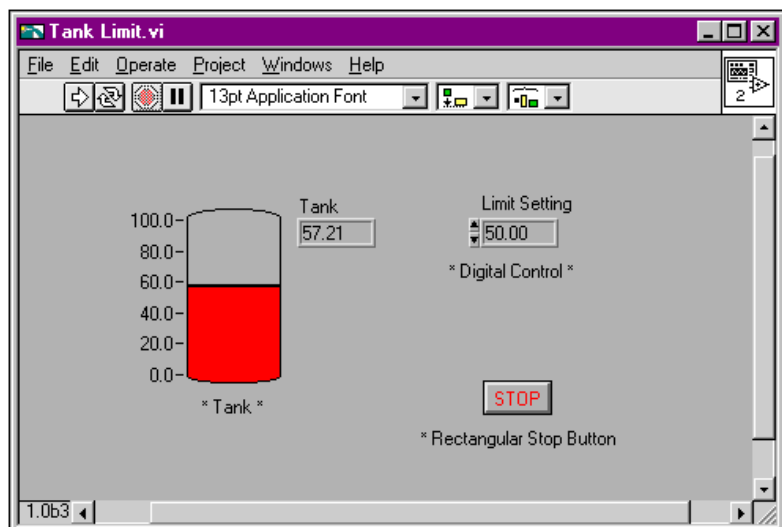 Tank Limit.vi
File Edit Operate Project Windows Help
13pt Application Font
2
Tank
57.21
100.0
80.0
60.0
40.0
20.0
0.0
* Tank *
Limit Setting
50.00
* Digital Control *
STOP
* Rectangular Stop Button
1.0b3